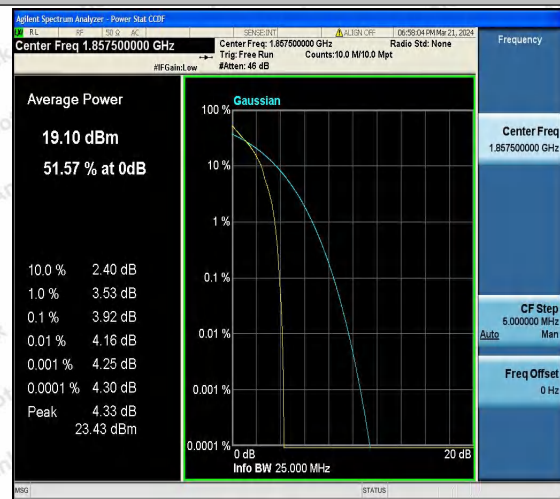 Agilent Spectrum Analyzer - Power Stat CCDF
RL RF 50 Ω AC SENSE:INT ALIGN OFF 06:58:04 PM Mar 21, 2024
Center Freq 1.857500000 GHz
Center Freq: 1.857500000 GHz Radio Std: None
Trig: Free Run Counts:10.0 M/10.0 Mpt
#IFGain:Low #Atten: 46 dB
Frequency
Average Power
19.10 dBm
51.57 % at 0dB
10.0 % 2.40 dB
1.0 % 3.53 dB
0.1 % 3.92 dB
0.01 % 4.16 dB
0.001 % 4.25 dB
0.0001 % 4.30 dB
Peak 4.33 dB
23.43 dBm
Gaussian
100 %
10 %
1 %
0.1 %
0.01 %
0.001 %
0.0001 %
0 dB 20 dB
Info BW 25.000 MHz
Center Freq
1.857500000 GHz
CF Step
5.000000 MHz
Auto Man
Freq Offset
0 Hz
MSG STATUS